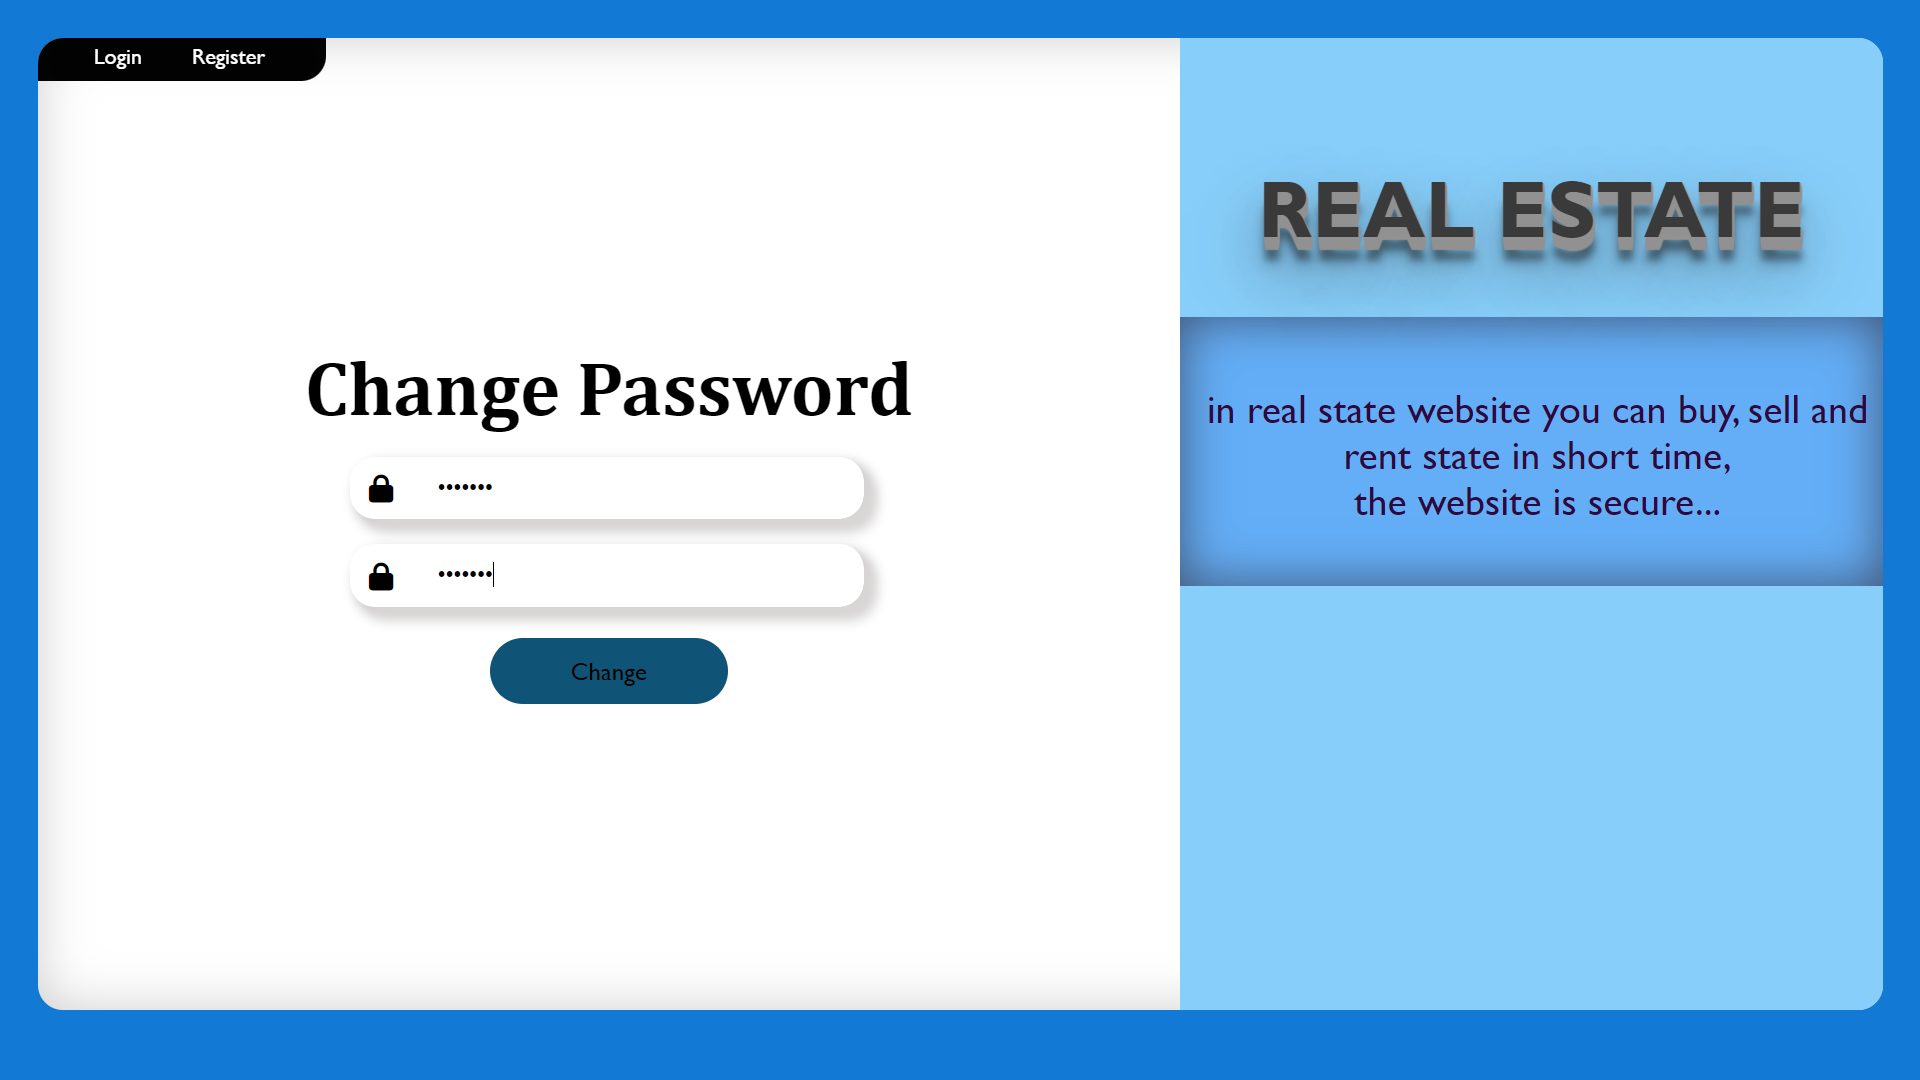 Login Register
Change Password
•••••••
•••••••
Change
REAL ESTATE
in real state website you can buy, sell and
rent state in short time,
the website is secure...